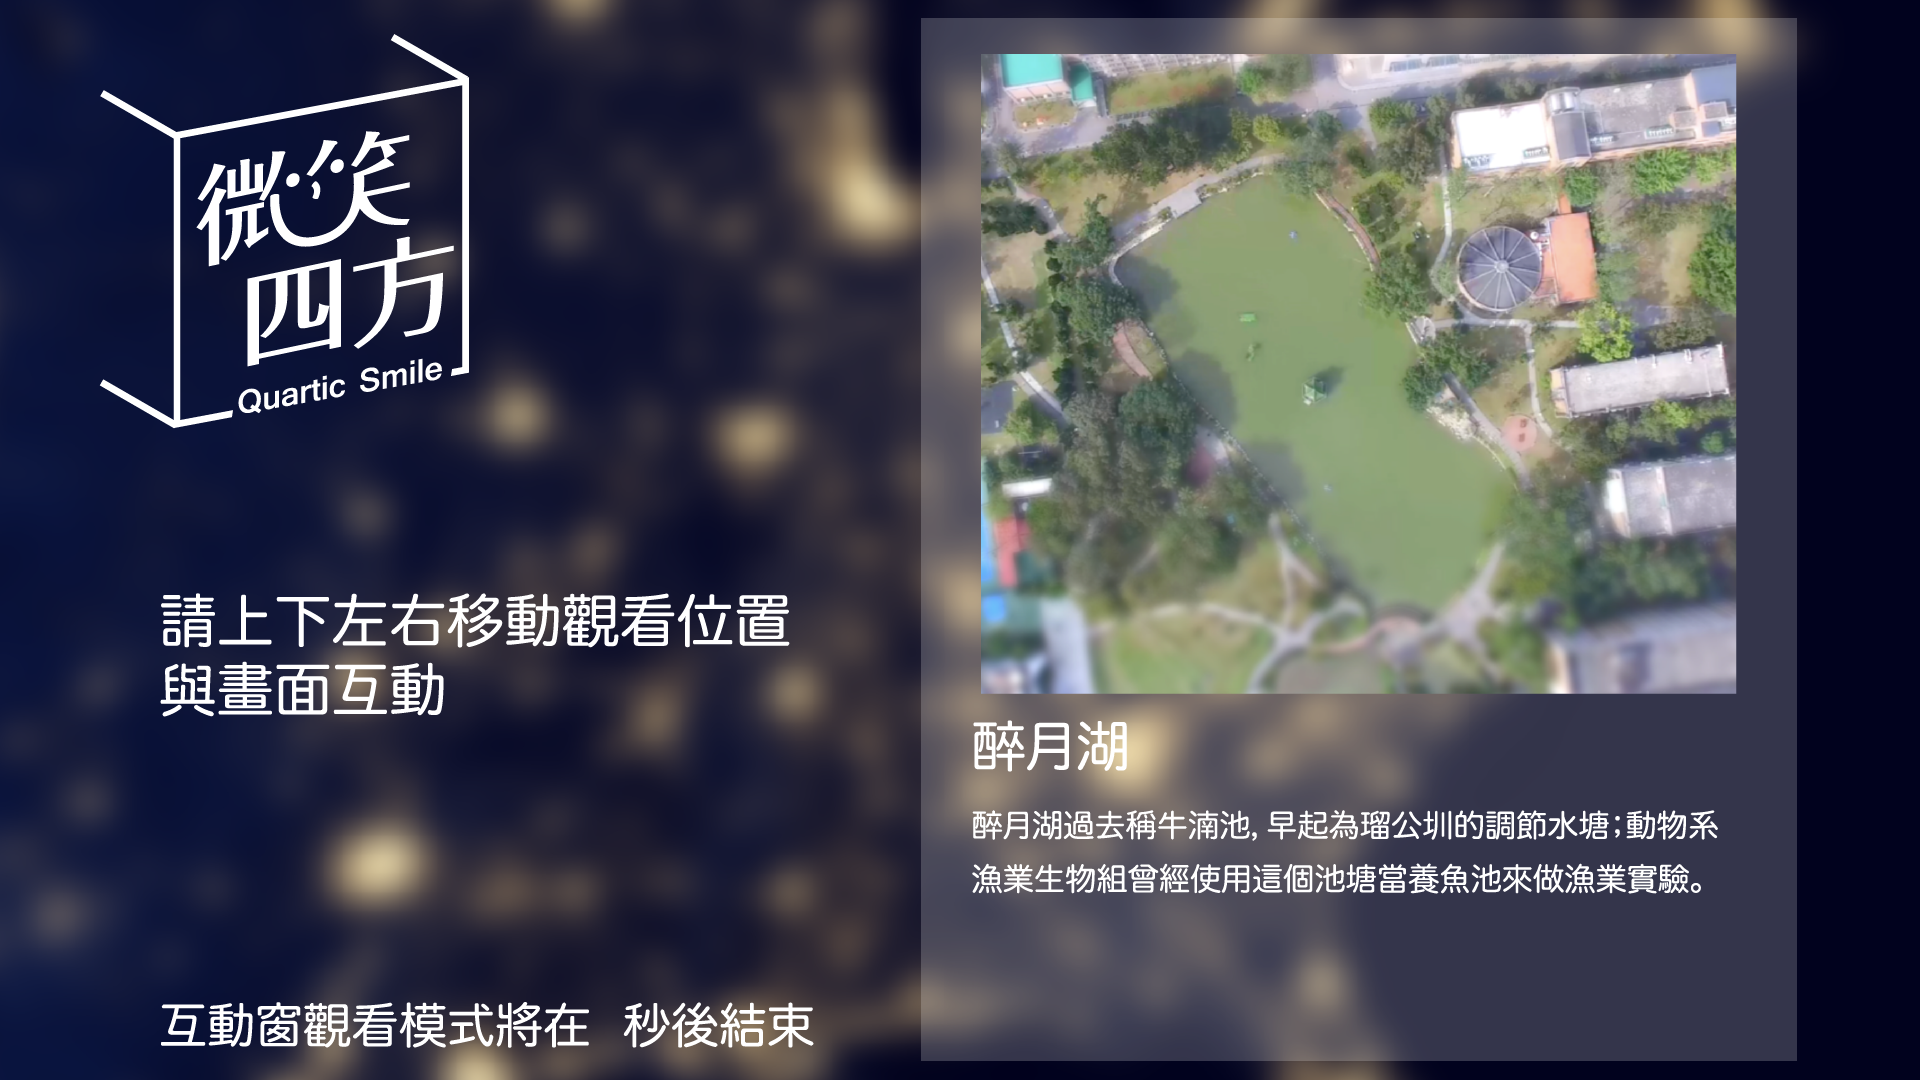 微笑
四方
Quartic Smile
請上下左右移動觀看位置
與畫面互動
互動窗觀看模式將在 秒後結束
醉月湖
醉月湖過去稱牛湳池, 早起為瑠公圳的調節水塘；動物系
漁業生物組曾經使用這個池塘當養魚池來做漁業實驗。